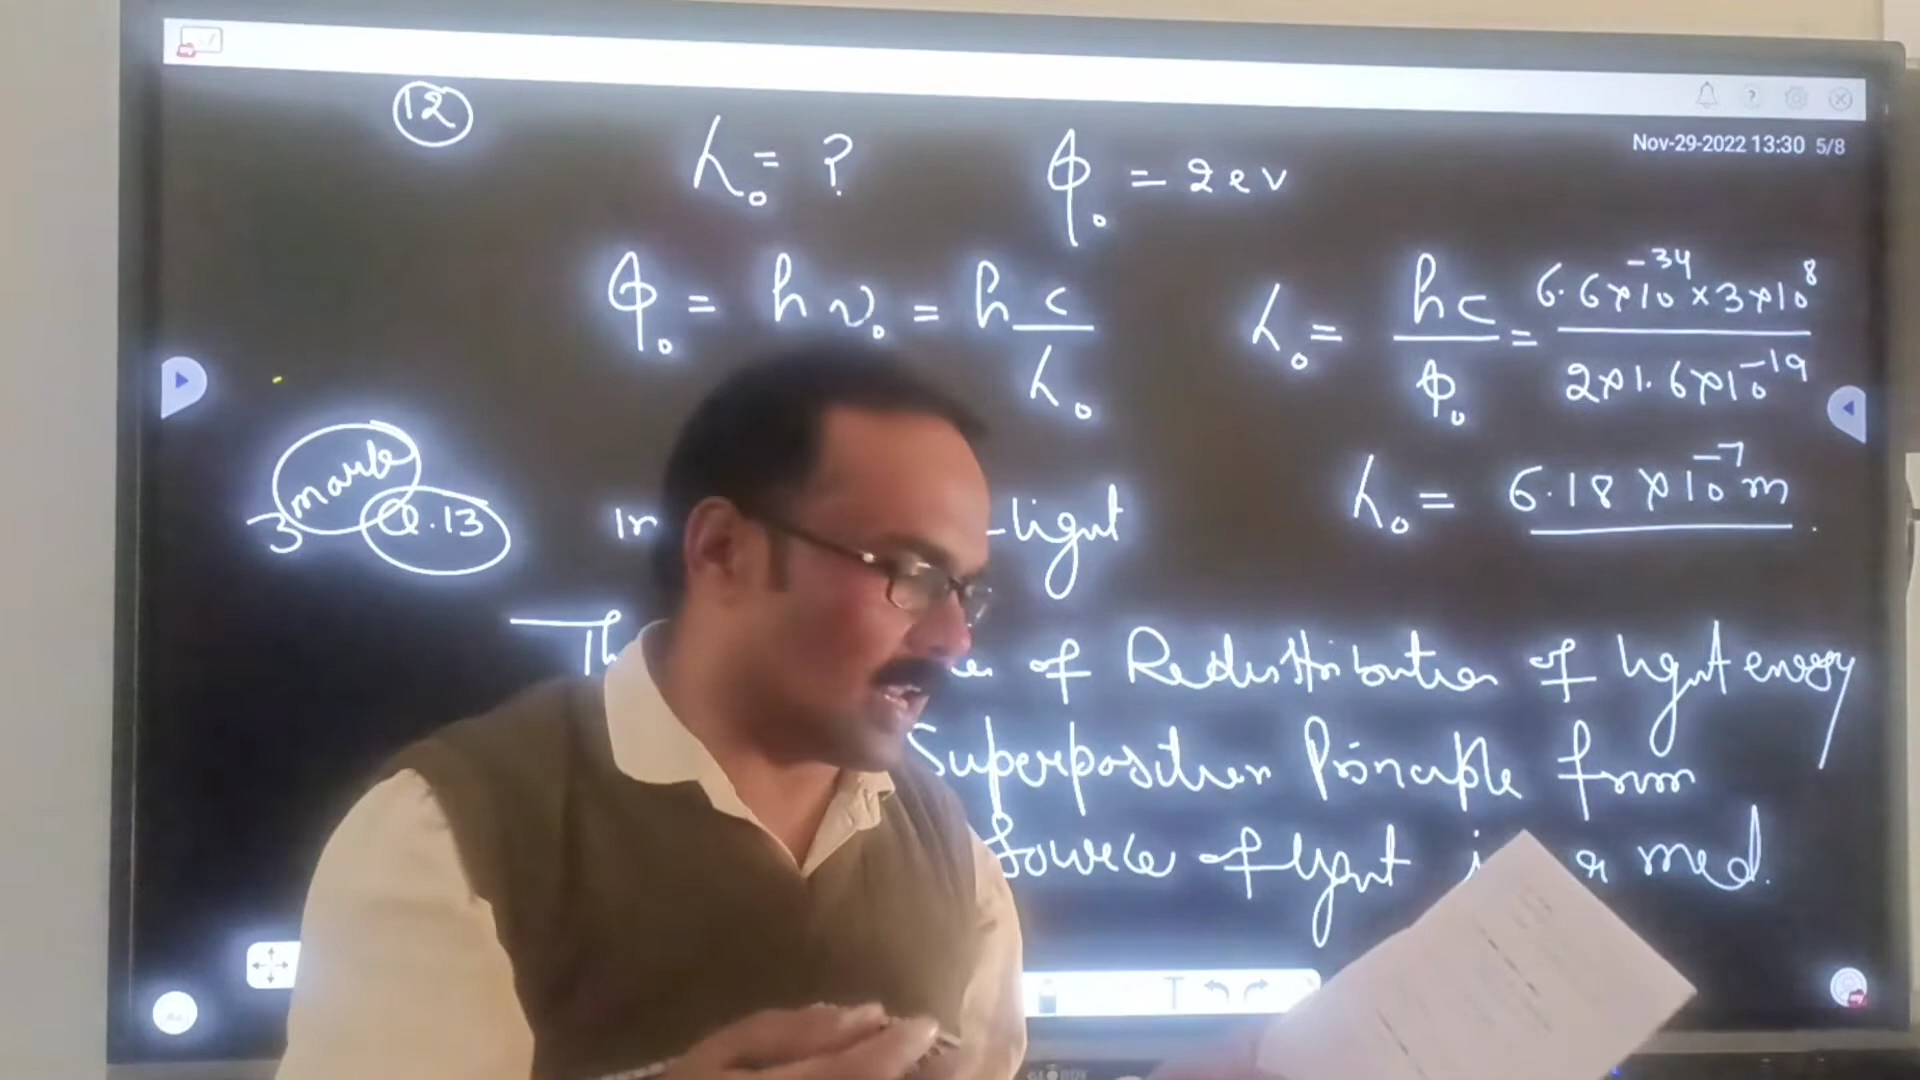 12
λ₀ = ? φ₀ = 2ev
Nov-29-2022 13:30 5/8
φ₀ = hν₀ = hc/λ₀
λ₀ = hc/φ₀ = 6.6×10⁻³⁴×3×10⁸/2×1.6×10⁻¹⁹
λ₀ = 6.18×10⁻⁷m
3 mark Q.13
-light
of Redistribution of light energy
Superposition Principle from
Source of light in a med.